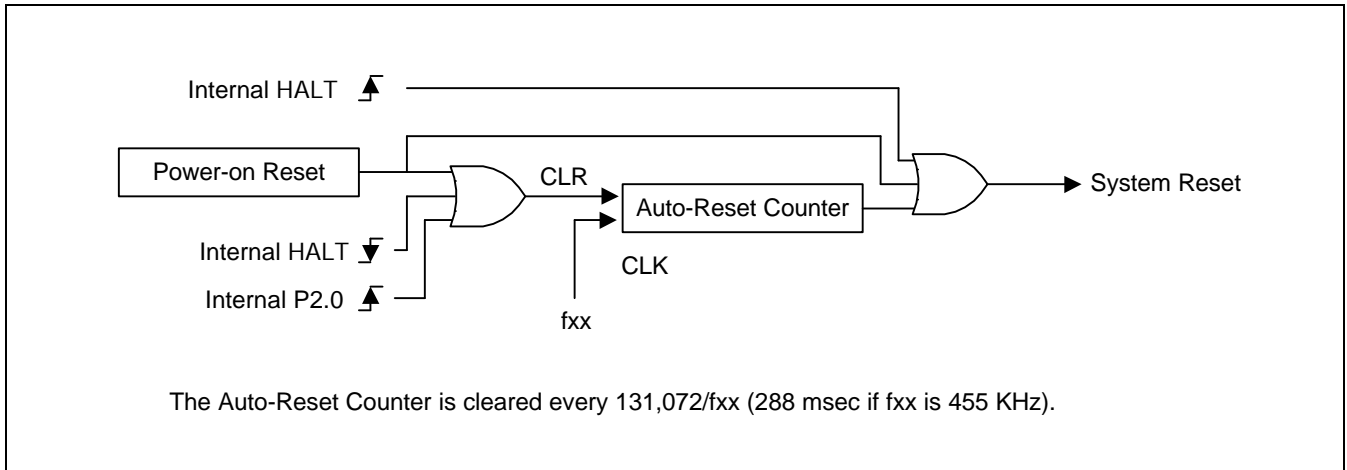 Internal HALT
Power-on Reset
CLR
System Reset
Auto-Reset Counter
Internal HALT
CLK
Internal P2.0
fxx
The Auto-Reset Counter is cleared every 131,072/fxx (288 msec if fxx is 455 KHz).